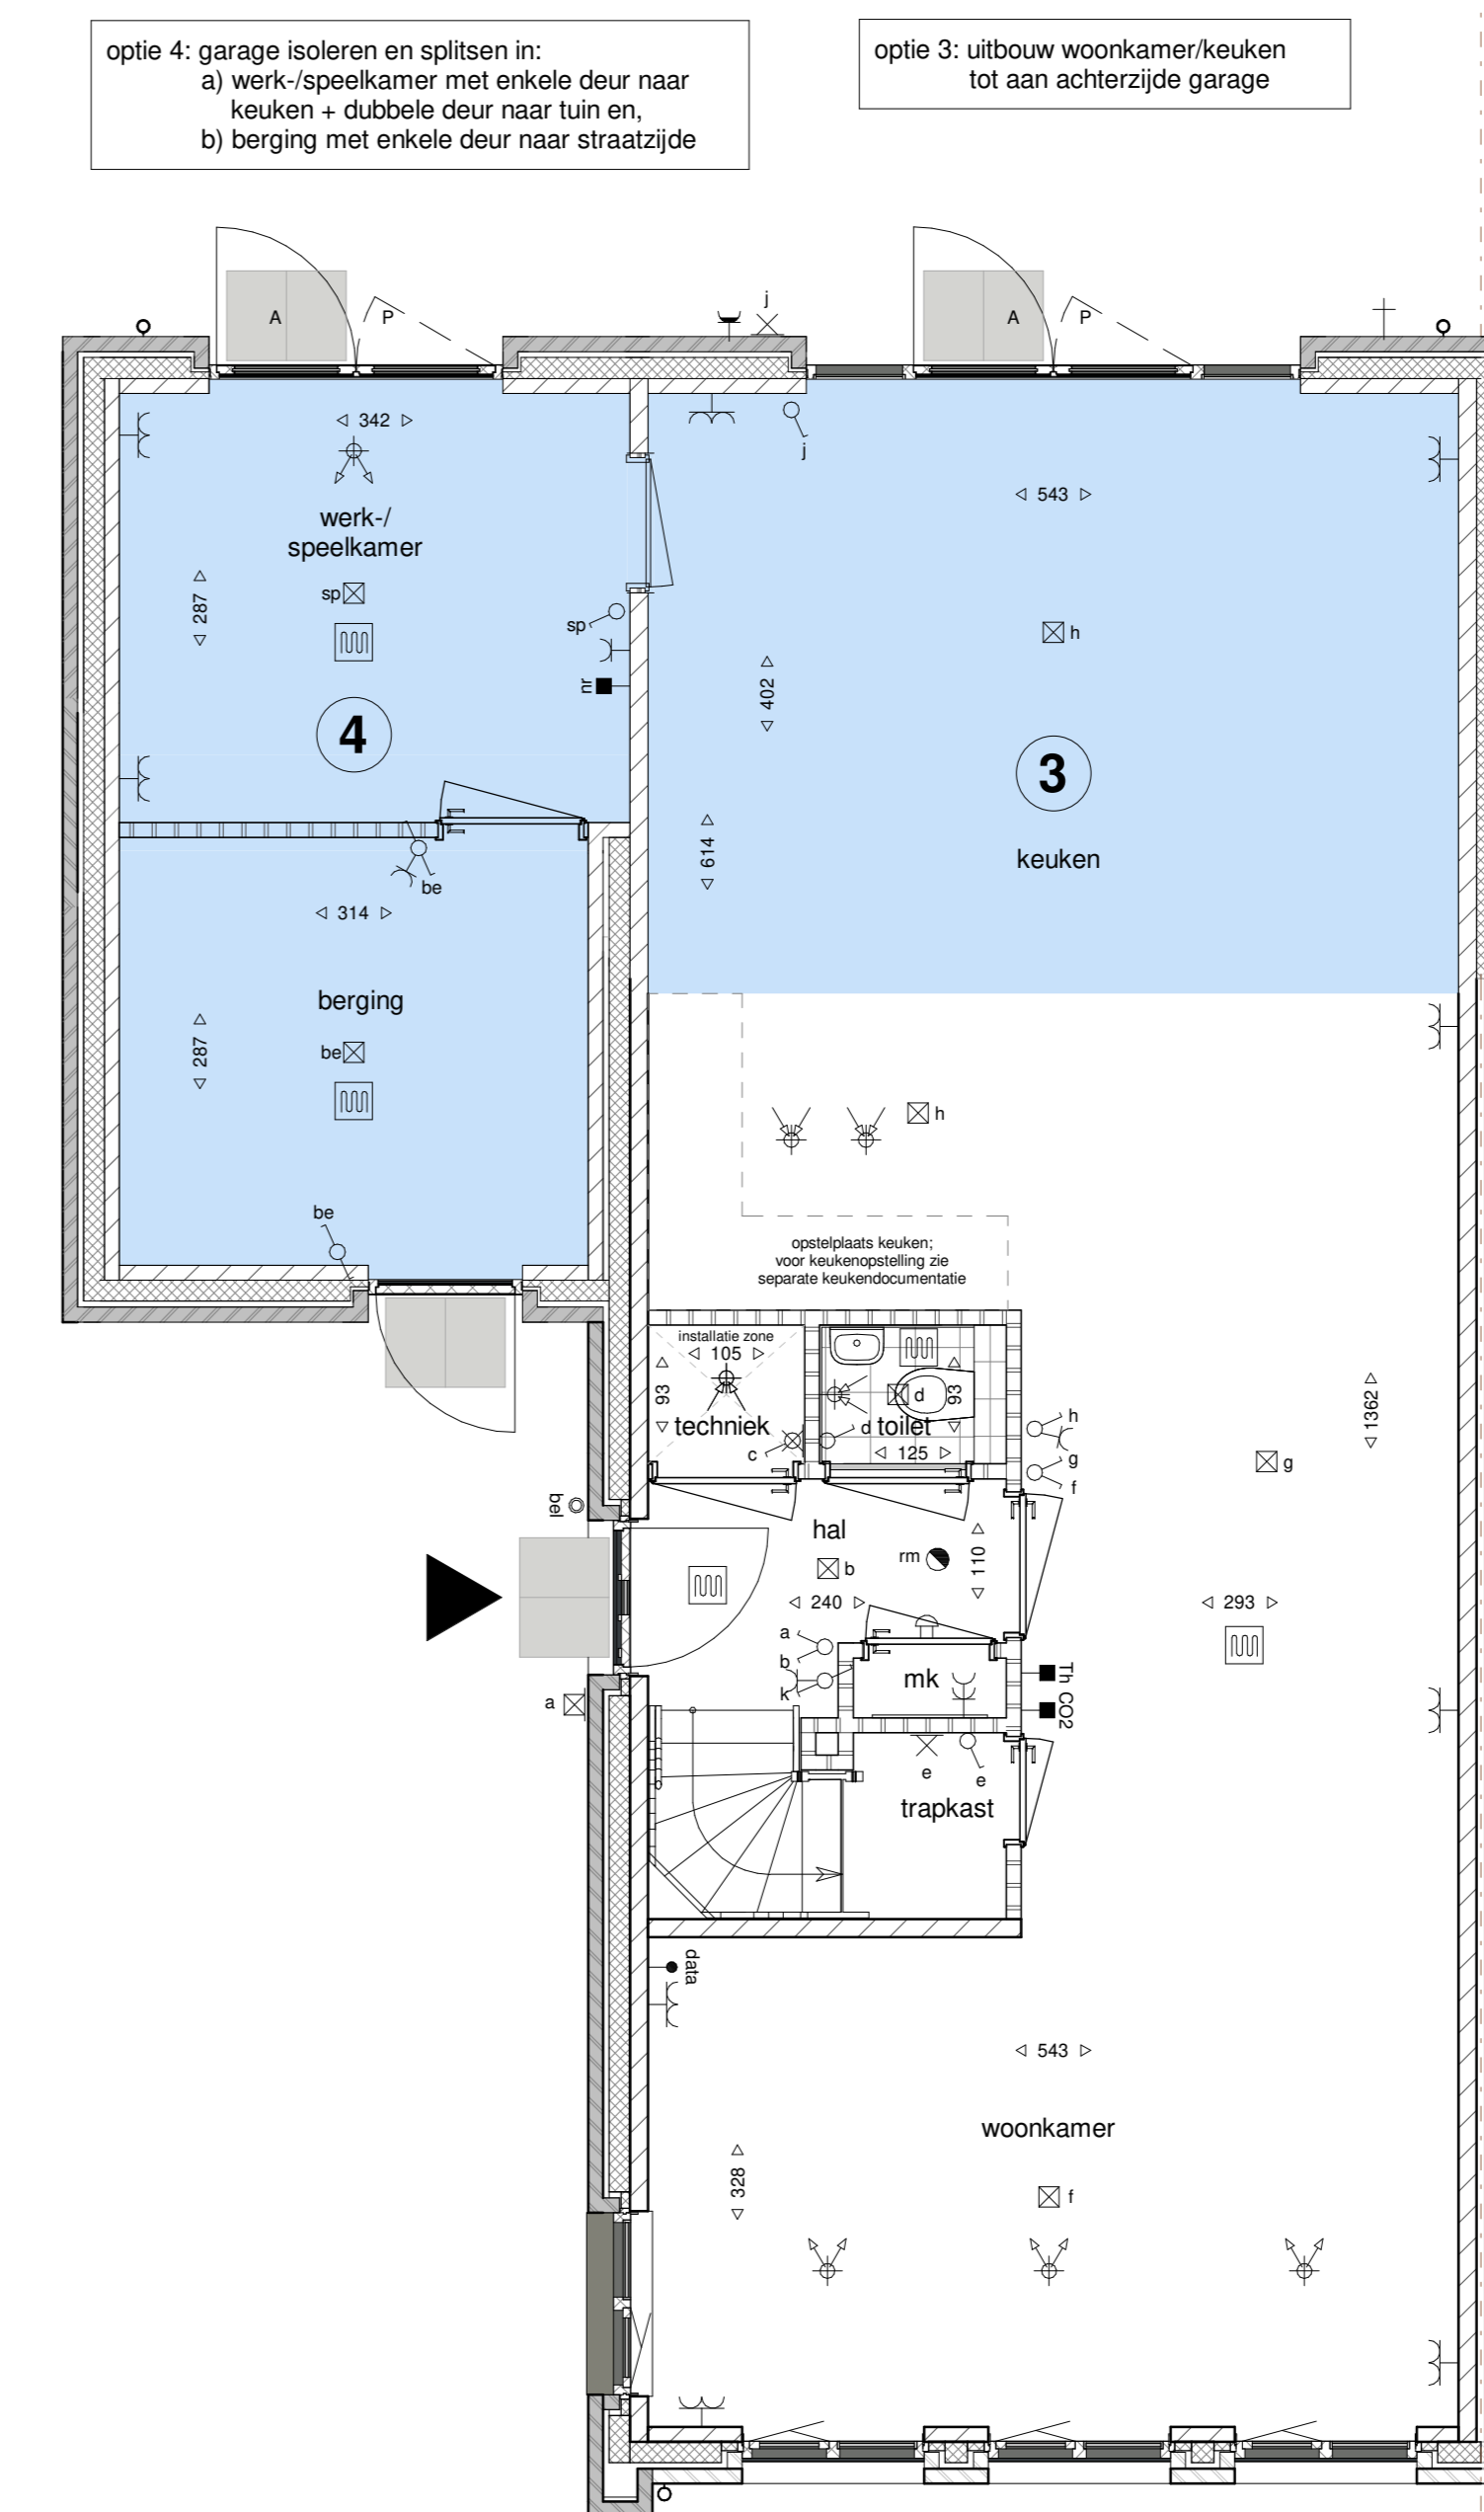 optie 4: garage isoleren en splitsen in:
a) werk-/speelkamer met enkele deur naar
keuken + dubbele deur naar tuin en,
b) berging met enkele deur naar straatzijde
optie 3: uitbouw woonkamer/keuken
tot aan achterzijde garage
A
P
j
A
P
342
j
543
werk-/
speelkamer
287
sp
sp
h
nr
402
4
3
614
keuken
be
314
berging
287
be
h
be
opstelplaats keuken;
voor keukenopstelling zie
separate keukendocumentatie
installatie zone
105
93
d
93
techniek
d
toilet
c
125
h
g
f
1362
g
bel
hal
b
rm
110
240
293
a
b
k
mk
Th
CO2
a
e
e
trapkast
data
543
woonkamer
328
f